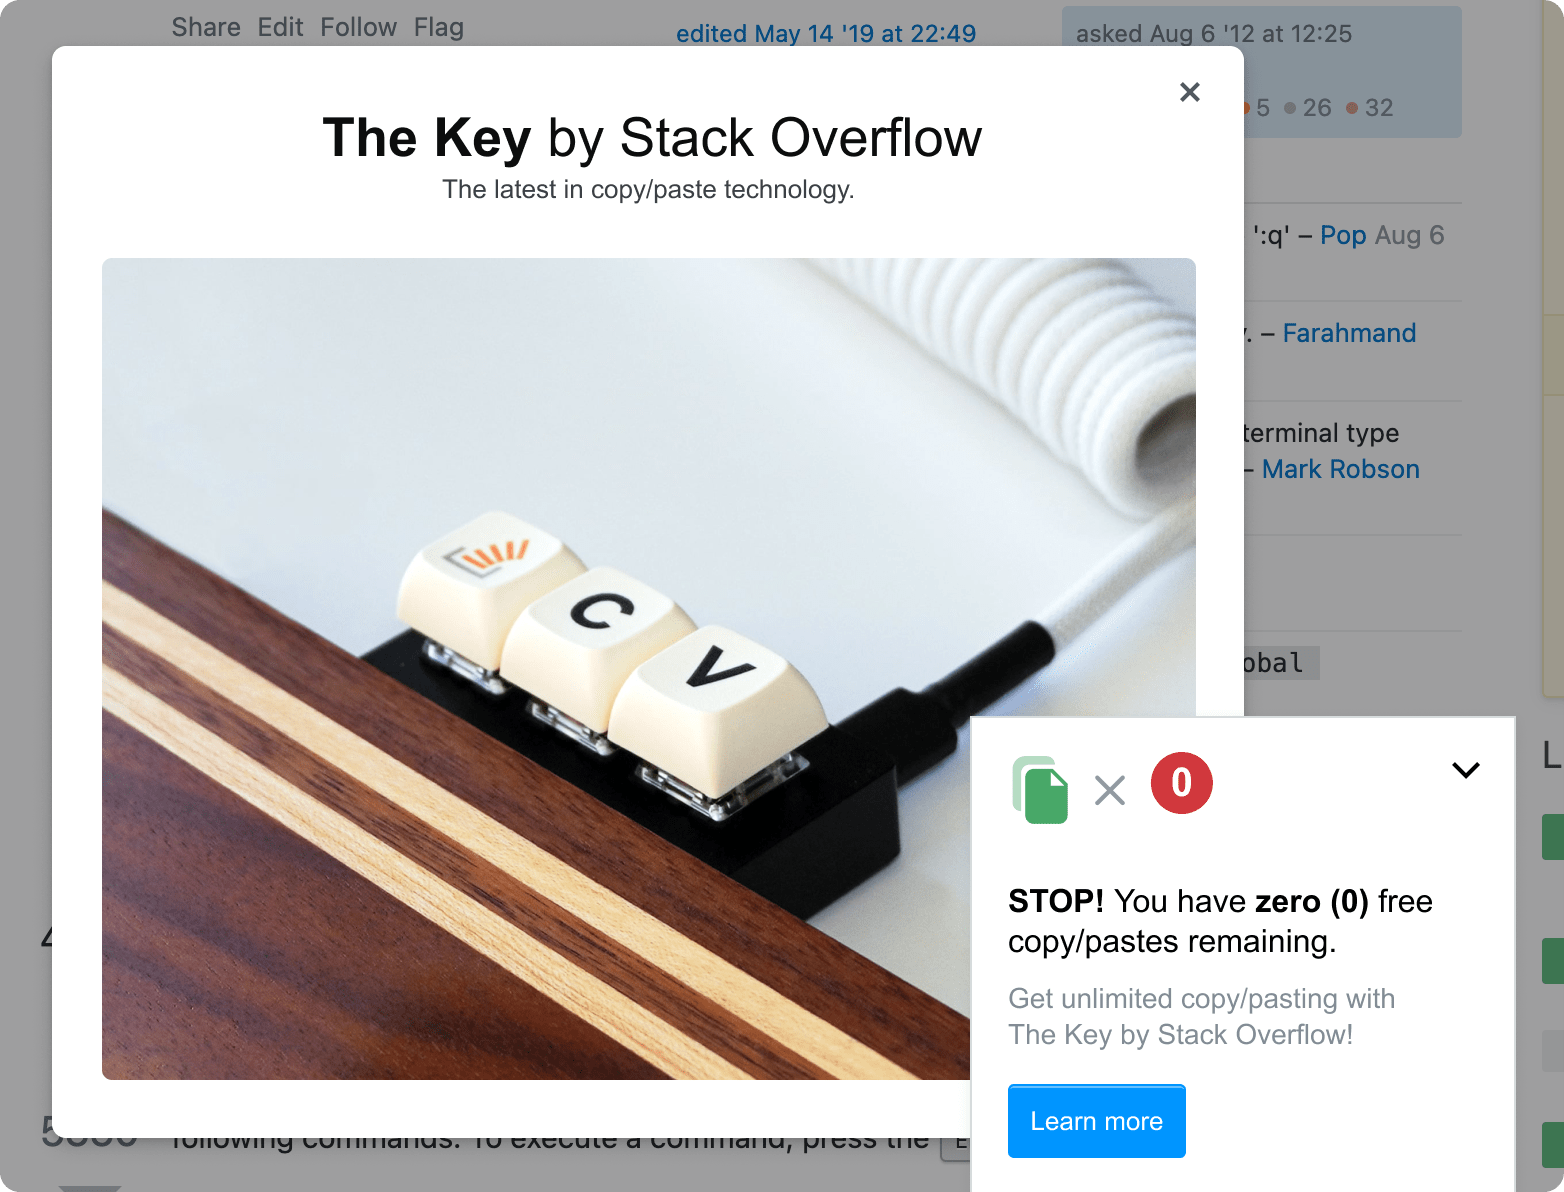 Share Edit Follow Flag
edited May 14 '19 at 22:49
asked Aug 6 '12 at 12:25
5 26 32
The Key by Stack Overflow
The latest in copy/paste technology.
':q' – Pop Aug 6
. – Farahmand
terminal type
– Mark Robson
C
V
obal
L
0
STOP! You have zero (0) free
copy/pastes remaining.
Get unlimited copy/pasting with
The Key by Stack Overflow!
Learn more
following commands. To execute a command, press the